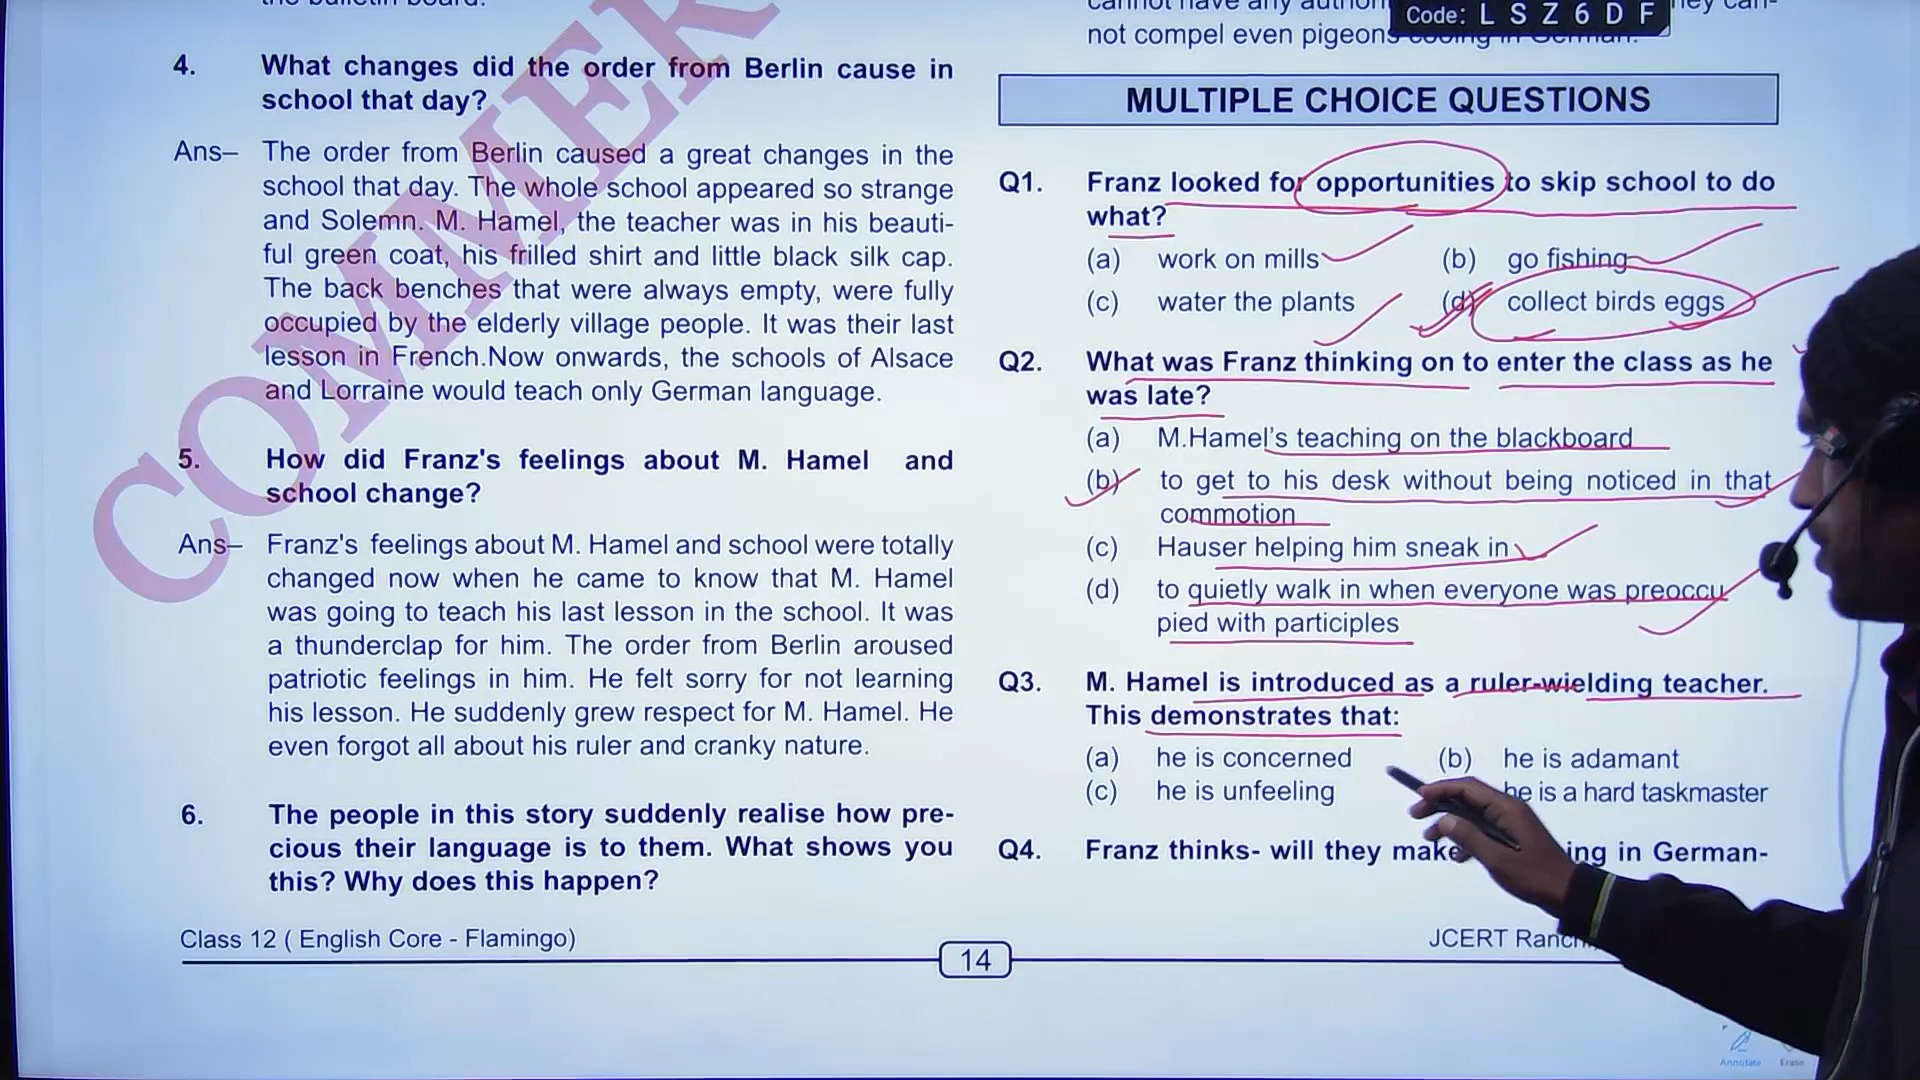 Code: L S Z 6 D F
not compel even pigeons cooing in German.
4. What changes did the order from Berlin cause in
school that day?
Ans– The order from Berlin caused a great changes in the
school that day. The whole school appeared so strange
and Solemn. M. Hamel, the teacher was in his beauti-
ful green coat, his frilled shirt and little black silk cap.
The back benches that were always empty, were fully
occupied by the elderly village people. It was their last
lesson in French.Now onwards, the schools of Alsace
and Lorraine would teach only German language.
5. How did Franz's feelings about M. Hamel and
school change?
Ans– Franz's feelings about M. Hamel and school were totally
changed now when he came to know that M. Hamel
was going to teach his last lesson in the school. It was
a thunderclap for him. The order from Berlin aroused
patriotic feelings in him. He felt sorry for not learning
his lesson. He suddenly grew respect for M. Hamel. He
even forgot all about his ruler and cranky nature.
6. The people in this story suddenly realise how pre-
cious their language is to them. What shows you
this? Why does this happen?
MULTIPLE CHOICE QUESTIONS
Q1. Franz looked for opportunities to skip school to do
what?
(a) work on mills (b) go fishing
(c) water the plants (d) collect birds eggs
Q2. What was Franz thinking on to enter the class as he
was late?
(a) M.Hamel's teaching on the blackboard
(b) to get to his desk without being noticed in that
commotion
(c) Hauser helping him sneak in
(d) to quietly walk in when everyone was preoccu
pied with participles
Q3. M. Hamel is introduced as a ruler-wielding teacher.
This demonstrates that:
(a) he is concerned (b) he is adamant
(c) he is unfeeling he is a hard taskmaster
Q4. Franz thinks- will they make ing in German-
Class 12 ( English Core - Flamingo)
14
JCERT
COMMER
Annotate Erase